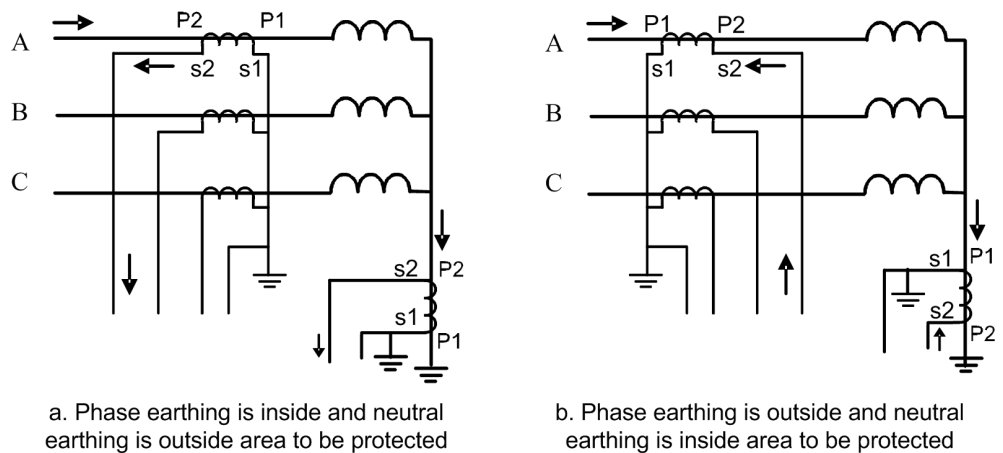 A
P2
P1
s2
s1
B
C
s2
P2
s1
P1
a. Phase earthing is inside and neutral
earthing is outside area to be protected
A
P1
P2
s1
s2
B
C
s1
P1
s2
P2
b. Phase earthing is outside and neutral
earthing is inside area to be protected